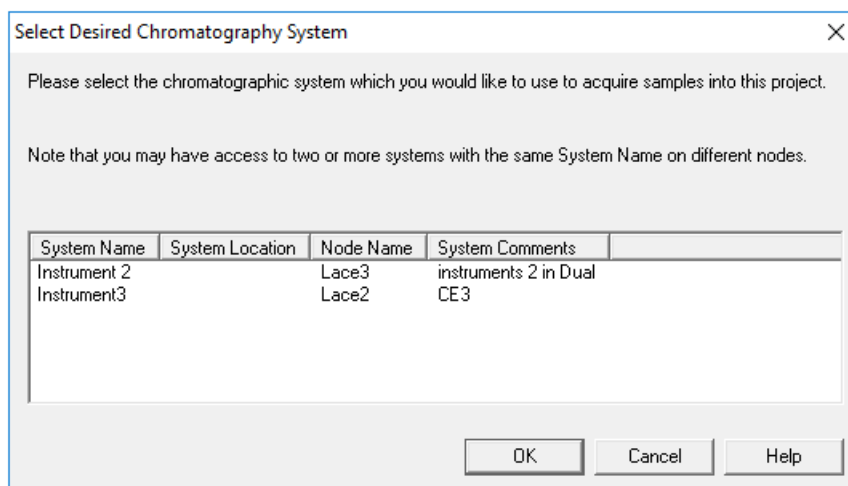 Select Desired Chromatography System
Please select the chromatographic system which you would like to use to acquire samples into this project.
Note that you may have access to two or more systems with the same System Name on different nodes.
System Name System Location Node Name System Comments
Instrument 2 Lace3 instruments 2 in Dual
Instrument3 Lace2 CE3
OK Cancel Help